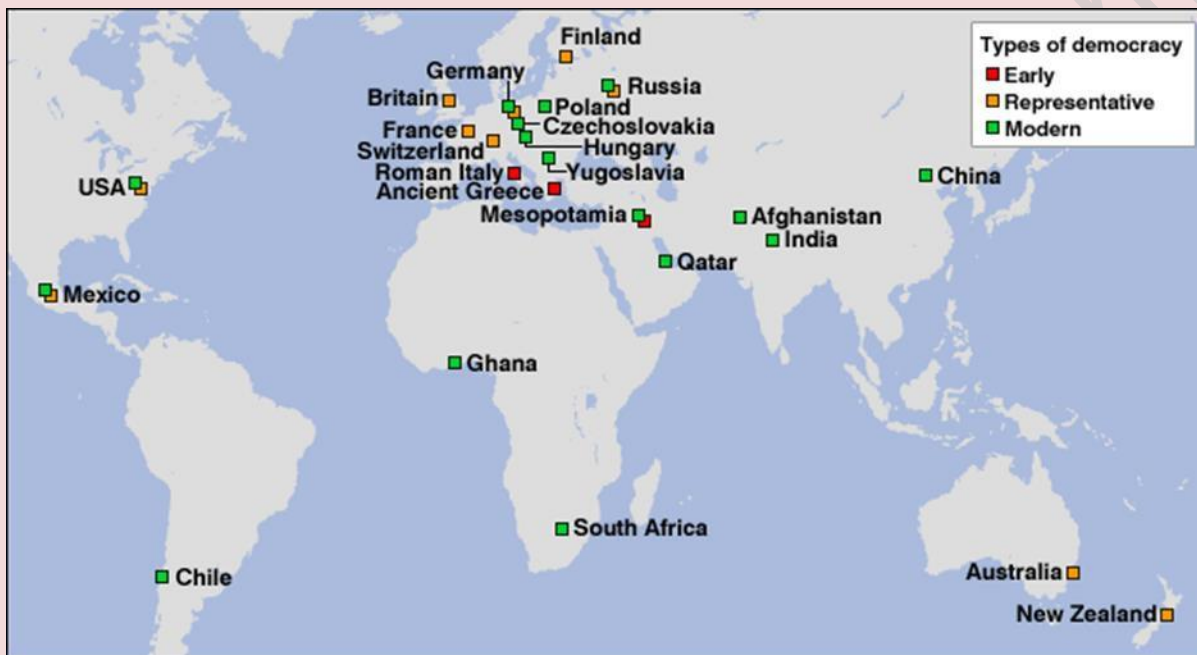 Finland
Germany
Russia
Britain
Poland
Czechoslovakia
France
Hungary
Switzerland
Roman Italy
Yugoslavia
USA
Ancient Greece
China
Mesopotamia
Afghanistan
India
Qatar
Mexico
Ghana
South Africa
Chile
Australia
New Zealand
Types of democracy
Early
Representative
Modern